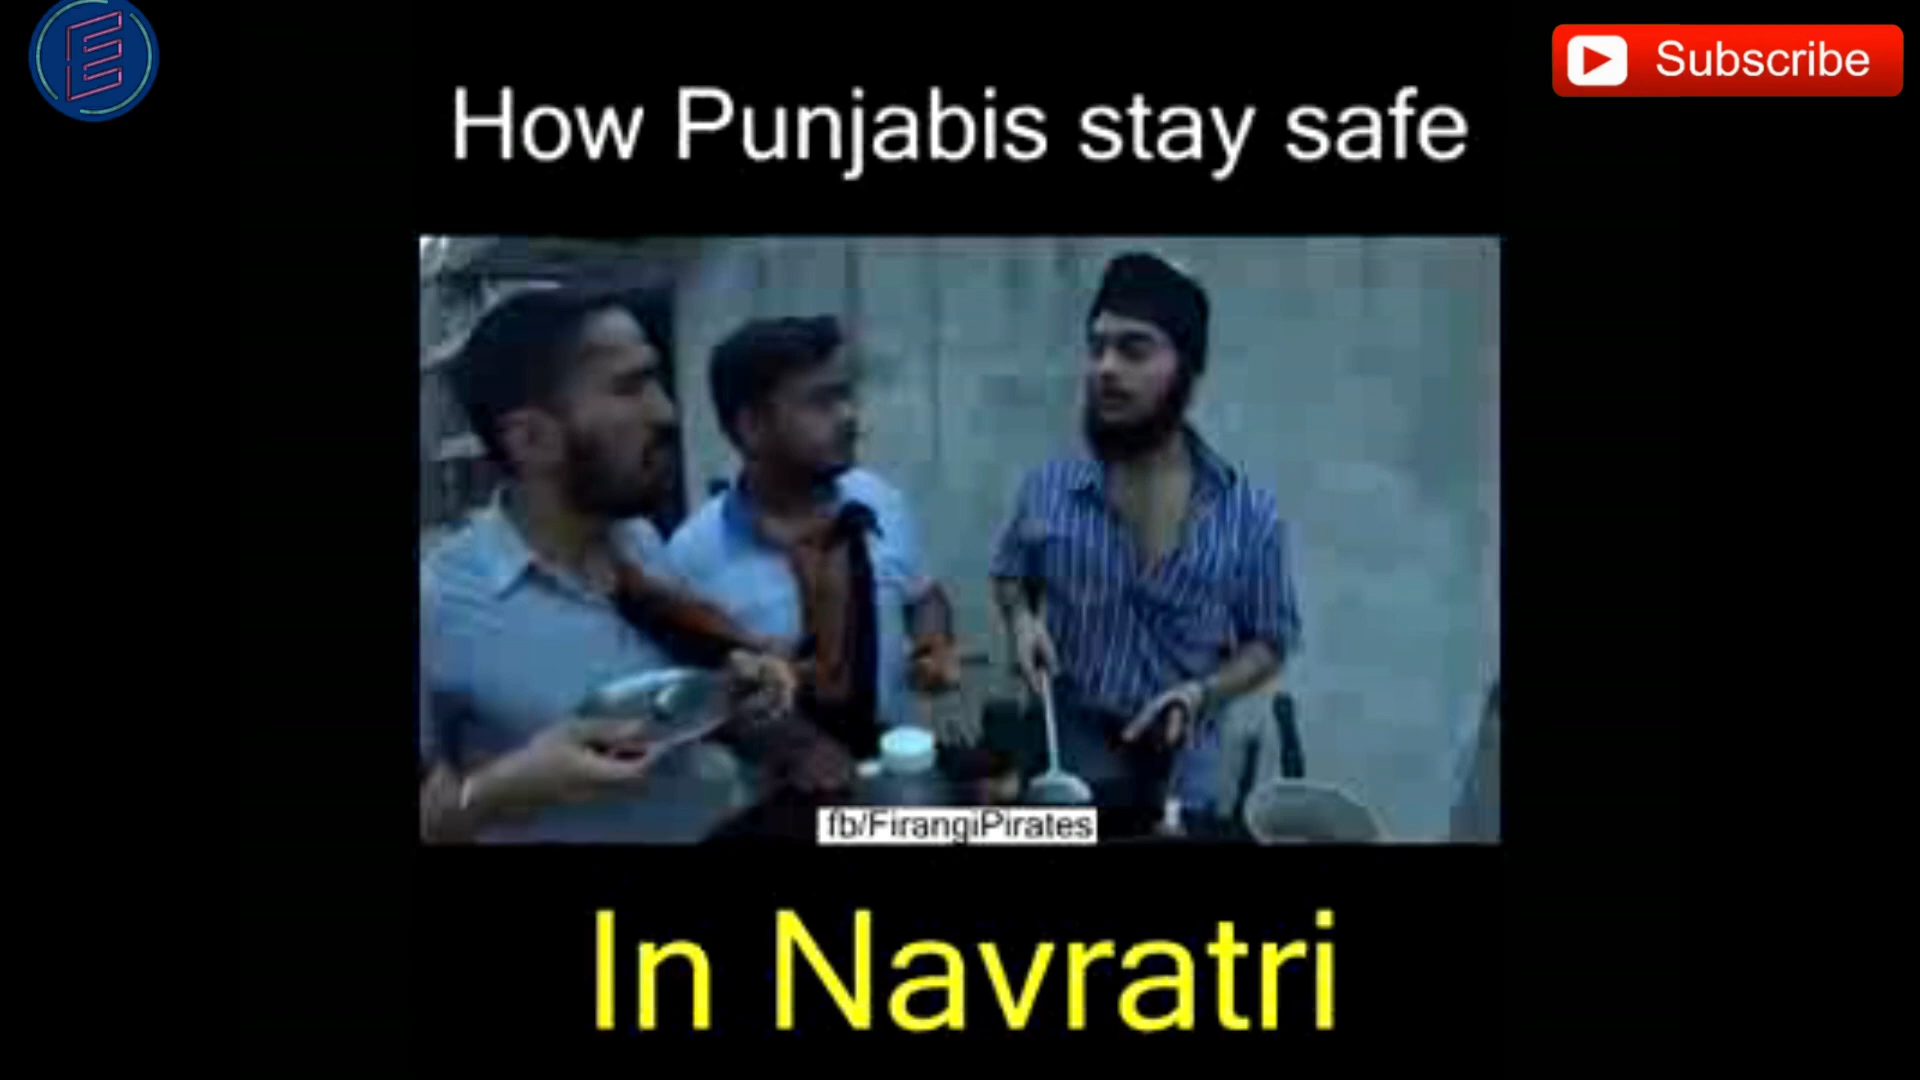 Subscribe
How Punjabis stay safe
fb/FirangiPirates
In Navratri